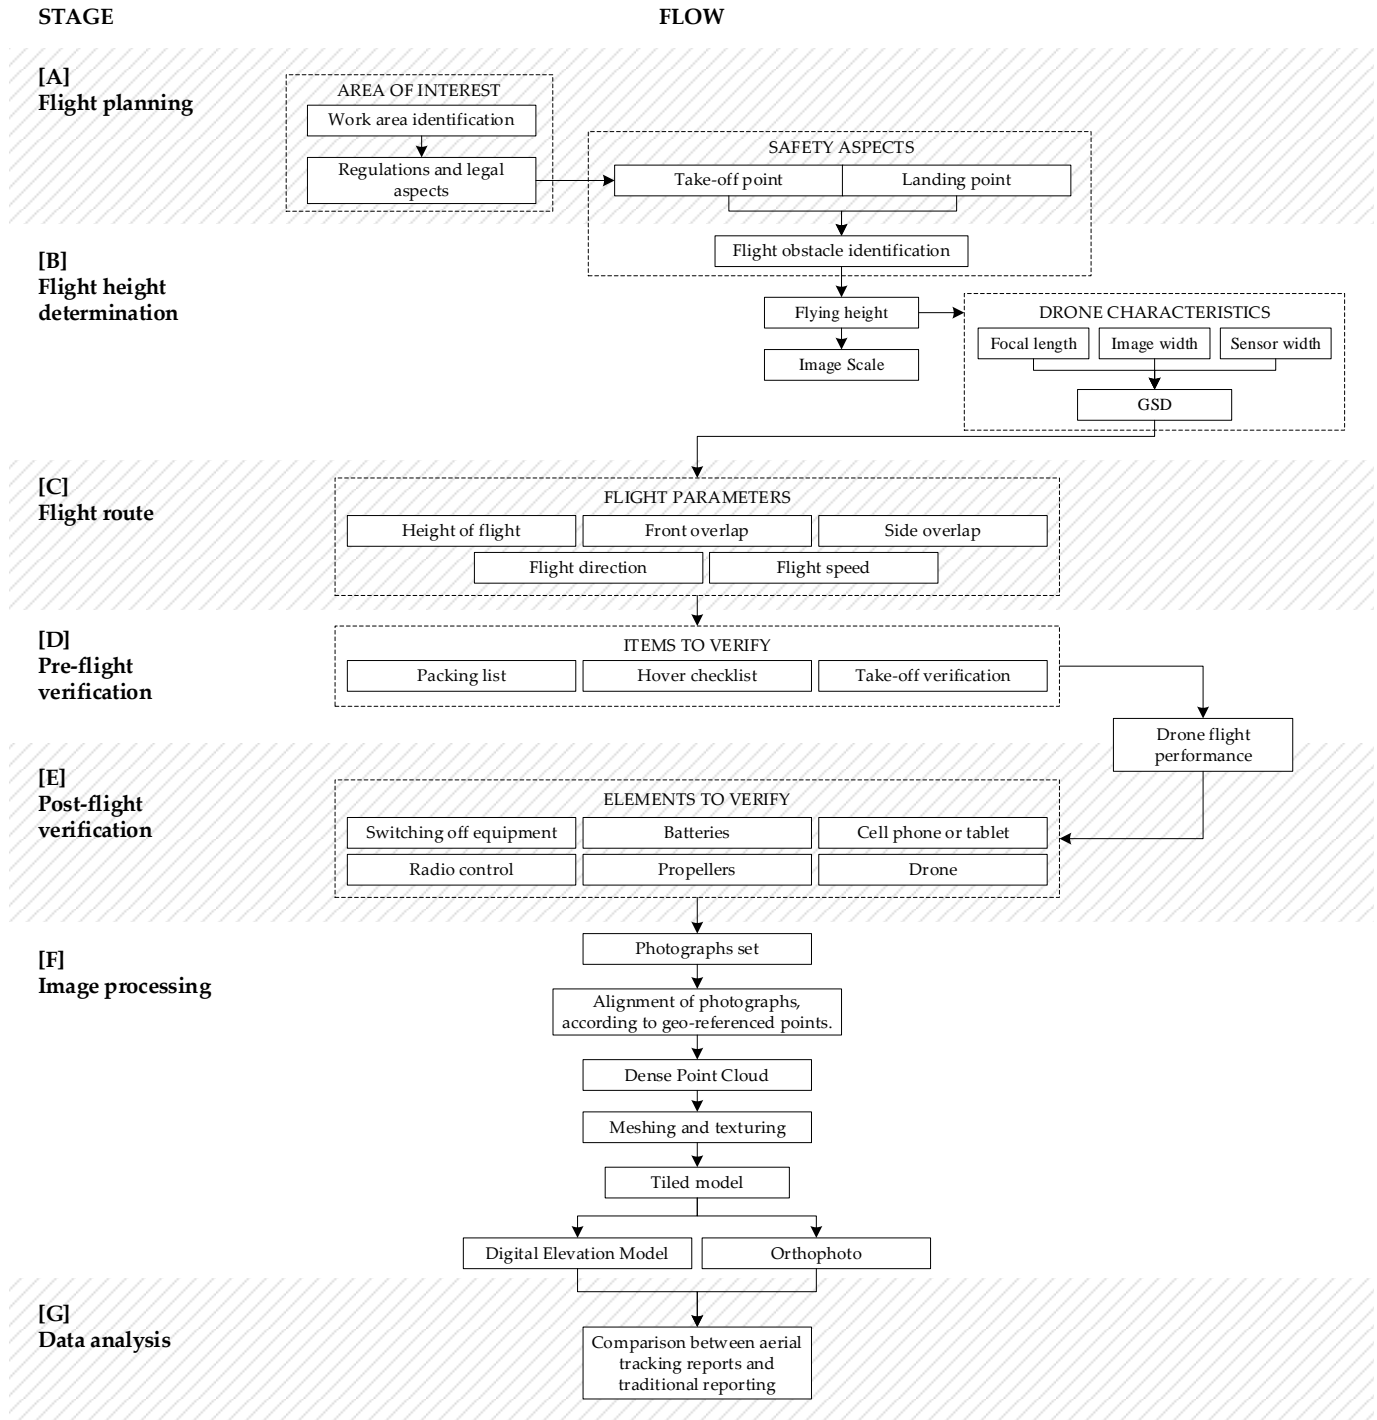 STAGE
FLOW
[A]
Flight planning
AREA OF INTEREST
Work area identification
Regulations and legal
aspects
SAFETY ASPECTS
Take-off point
Landing point
Flight obstacle identification
[B]
Flight height
determination
Flying height
Image Scale
DRONE CHARACTERISTICS
Focal length
Image width
Sensor width
GSD
[C]
Flight route
FLIGHT PARAMETERS
Height of flight
Front overlap
Side overlap
Flight direction
Flight speed
[D]
Pre-flight
verification
ITEMS TO VERIFY
Packing list
Hover checklist
Take-off verification
Drone flight
performance
[E]
Post-flight
verification
ELEMENTS TO VERIFY
Switching off equipment
Batteries
Cell phone or tablet
Radio control
Propellers
Drone
[F]
Image processing
Photographs set
Alignment of photographs,
according to geo-referenced points.
Dense Point Cloud
Meshing and texturing
Tiled model
Digital Elevation Model
Orthophoto
[G]
Data analysis
Comparison between aerial
tracking reports and
traditional reporting